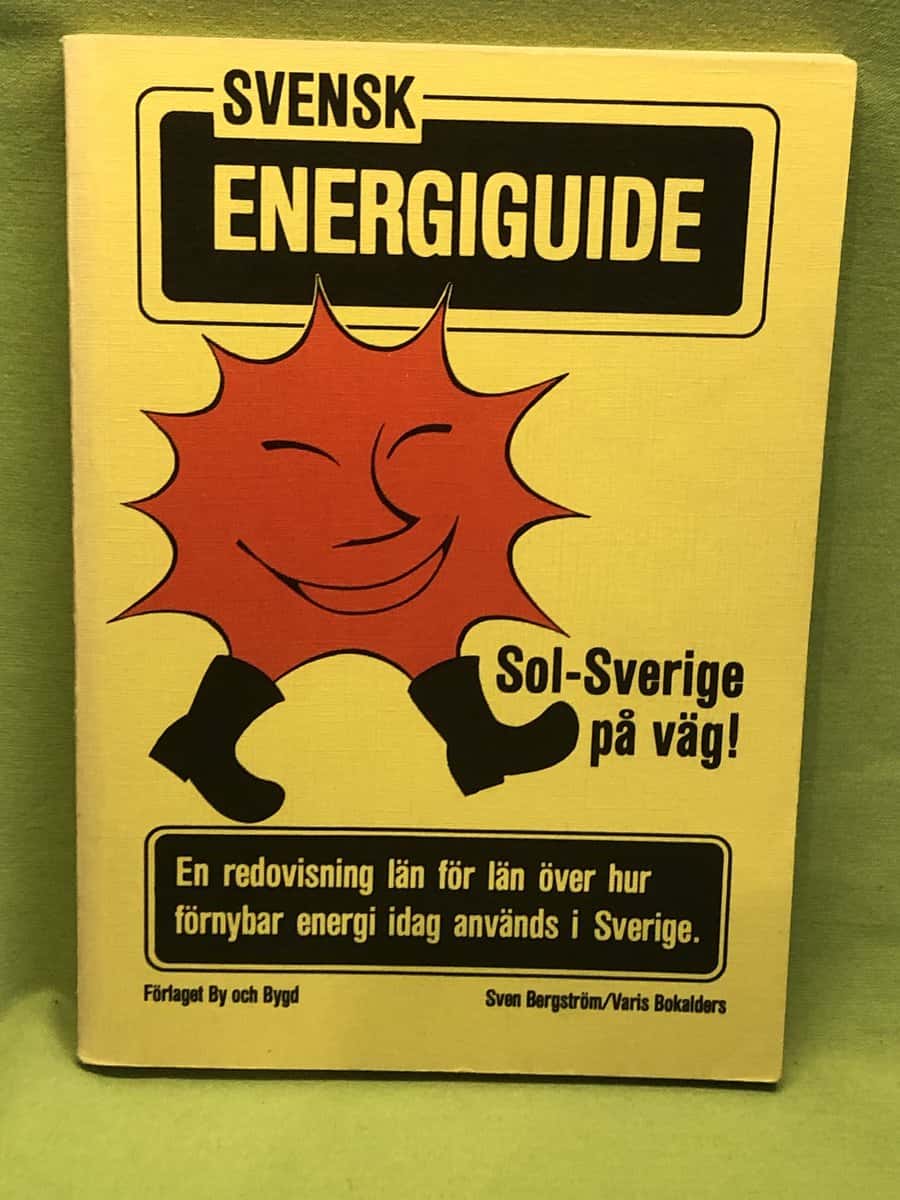 SVENSK
ENERGIGUIDE
Sol-Sverige
på väg!
En redovisning län för län över hur
förnybar energi idag används i Sverige.
Förlaget By och Bygd
Sven Bergström/Varis Bokalders